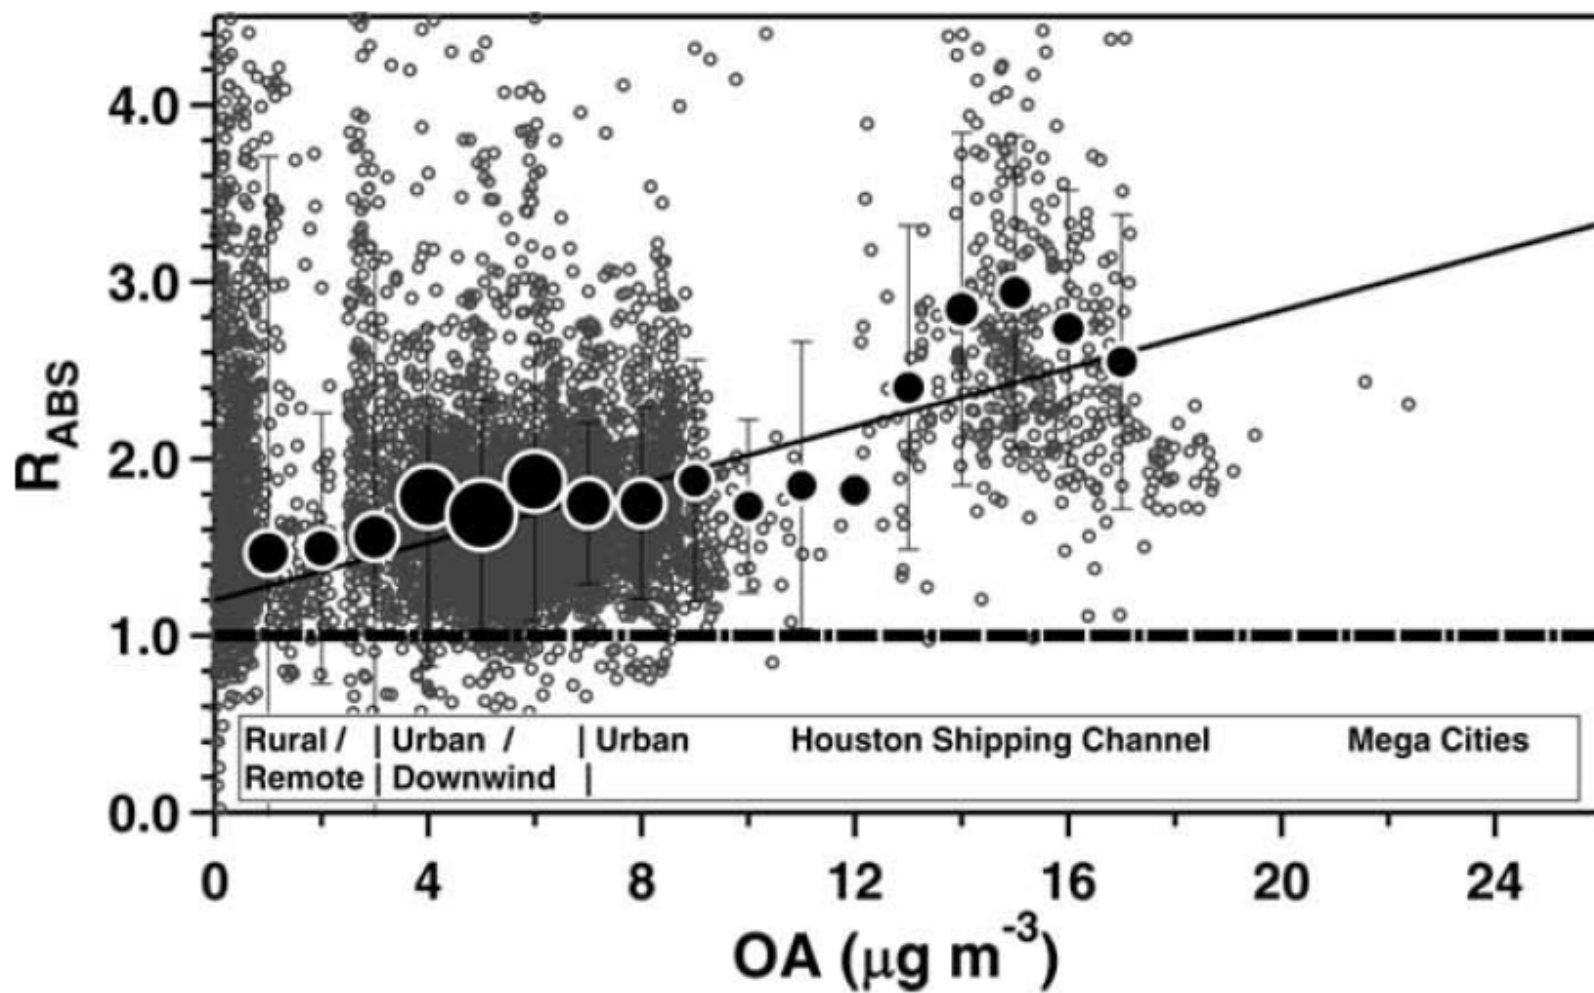 4.0
3.0
2.0
1.0
0.0
R ABS
Rural / | Urban / | Urban Houston Shipping Channel Mega Cities
Remote | Downwind |
0 4 8 12 16 20 24
OA (μg m-3)